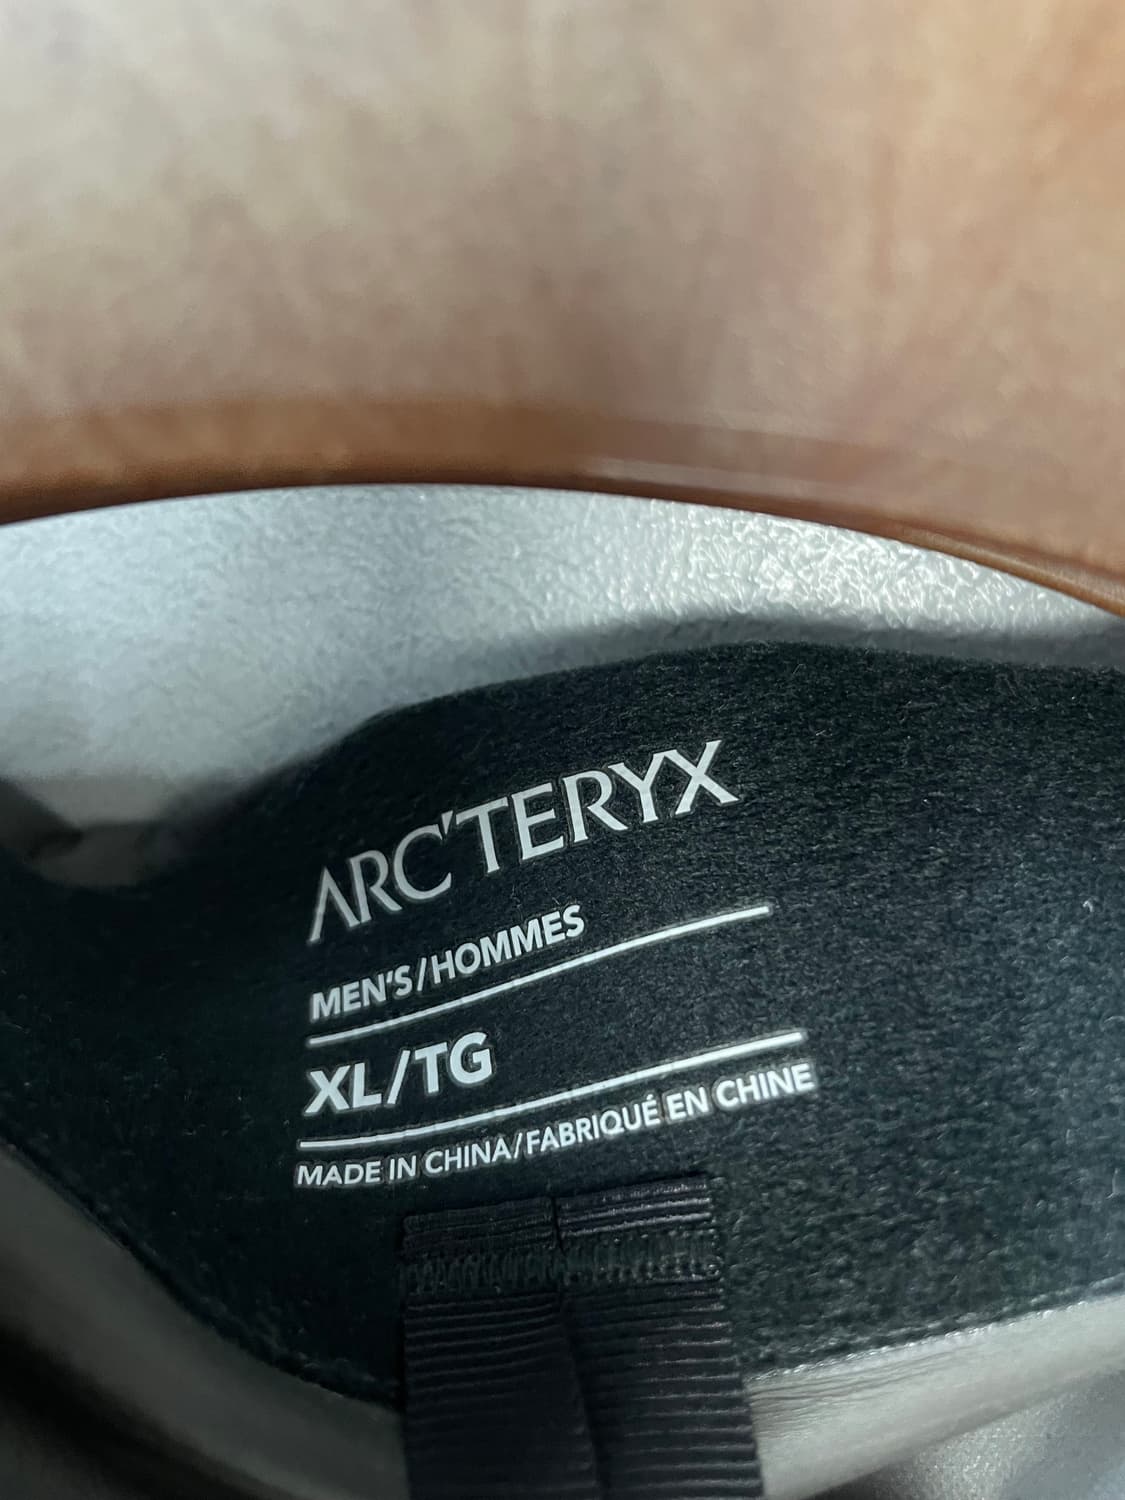 ARC'TERYX
MEN'S/HOMMES
XL/TG
MADE IN CHINA/FABRIQUÉ EN CHINE